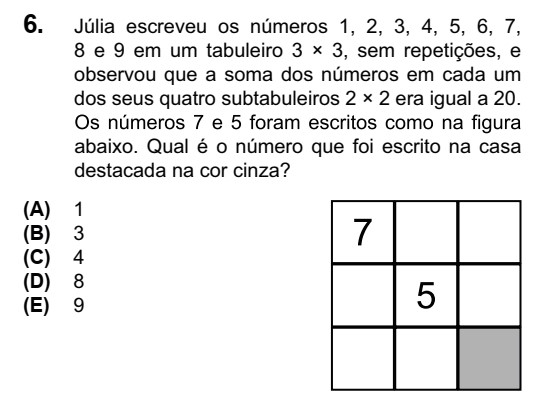 6. Júlia escreveu os números 1, 2, 3, 4, 5, 6, 7,
8 e 9 em um tabuleiro 3 × 3, sem repetições, e
observou que a soma dos números em cada um
dos seus quatro subtabuleiros 2 × 2 era igual a 20.
Os números 7 e 5 foram escritos como na figura
abaixo. Qual é o número que foi escrito na casa
destacada na cor cinza?
(A) 1
(B) 3
(C) 4
(D) 8
(E) 9
7
5